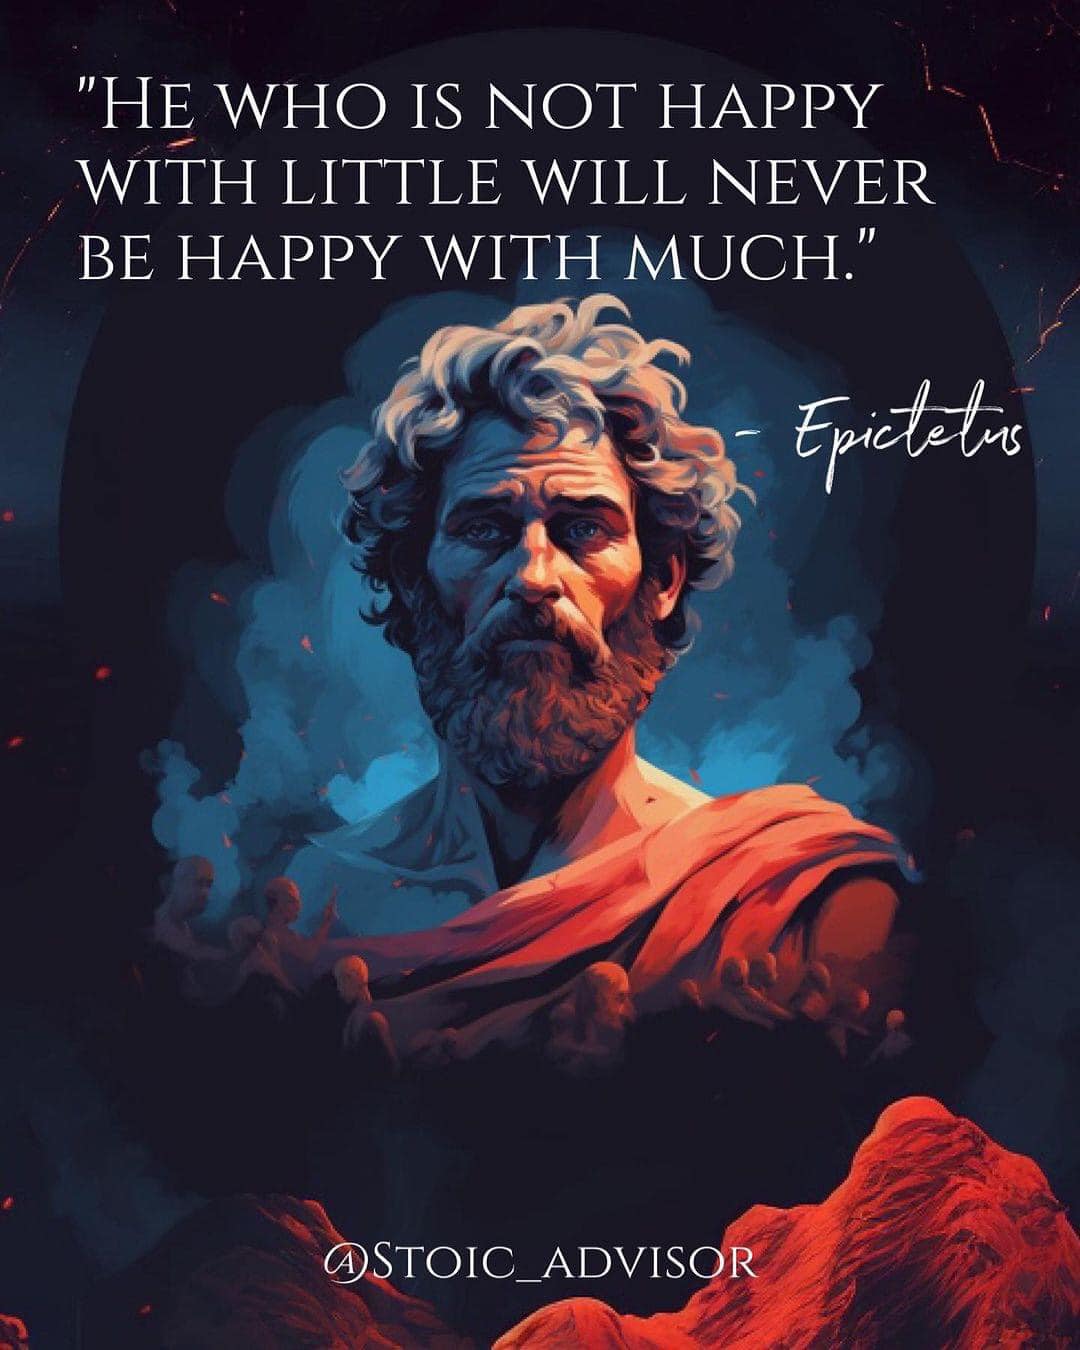 "He who is not happy
with little will never
be happy with much."
- Epictetus
@Stoic_advisor